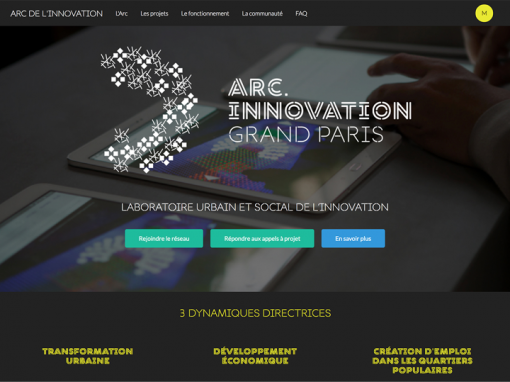 ARC DE L'INNOVATION
L'Arc
Les projets
Le fonctionnement
La communauté
FAQ
M
ARC.
INNOVATION
GRAND PARIS
LABORATOIRE URBAIN ET SOCIAL DE L'INNOVATION
Rejoindre le réseau
Répondre aux appels à projet
En savoir plus
3 DYNAMIQUES DIRECTRICES
TRANSFORMATION
URBAINE
DÉVELOPPEMENT
ÉCONOMIQUE
CRÉATION D'EMPLOI
DANS LES QUARTIERS
POPULAIRES